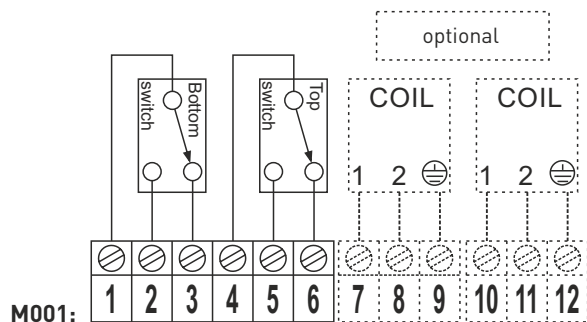 optional
Bottom
switch
Top
switch
COIL
COIL
1 2
1 2
M001: 1 2 3 4 5 6 7 8 9 10 11 12